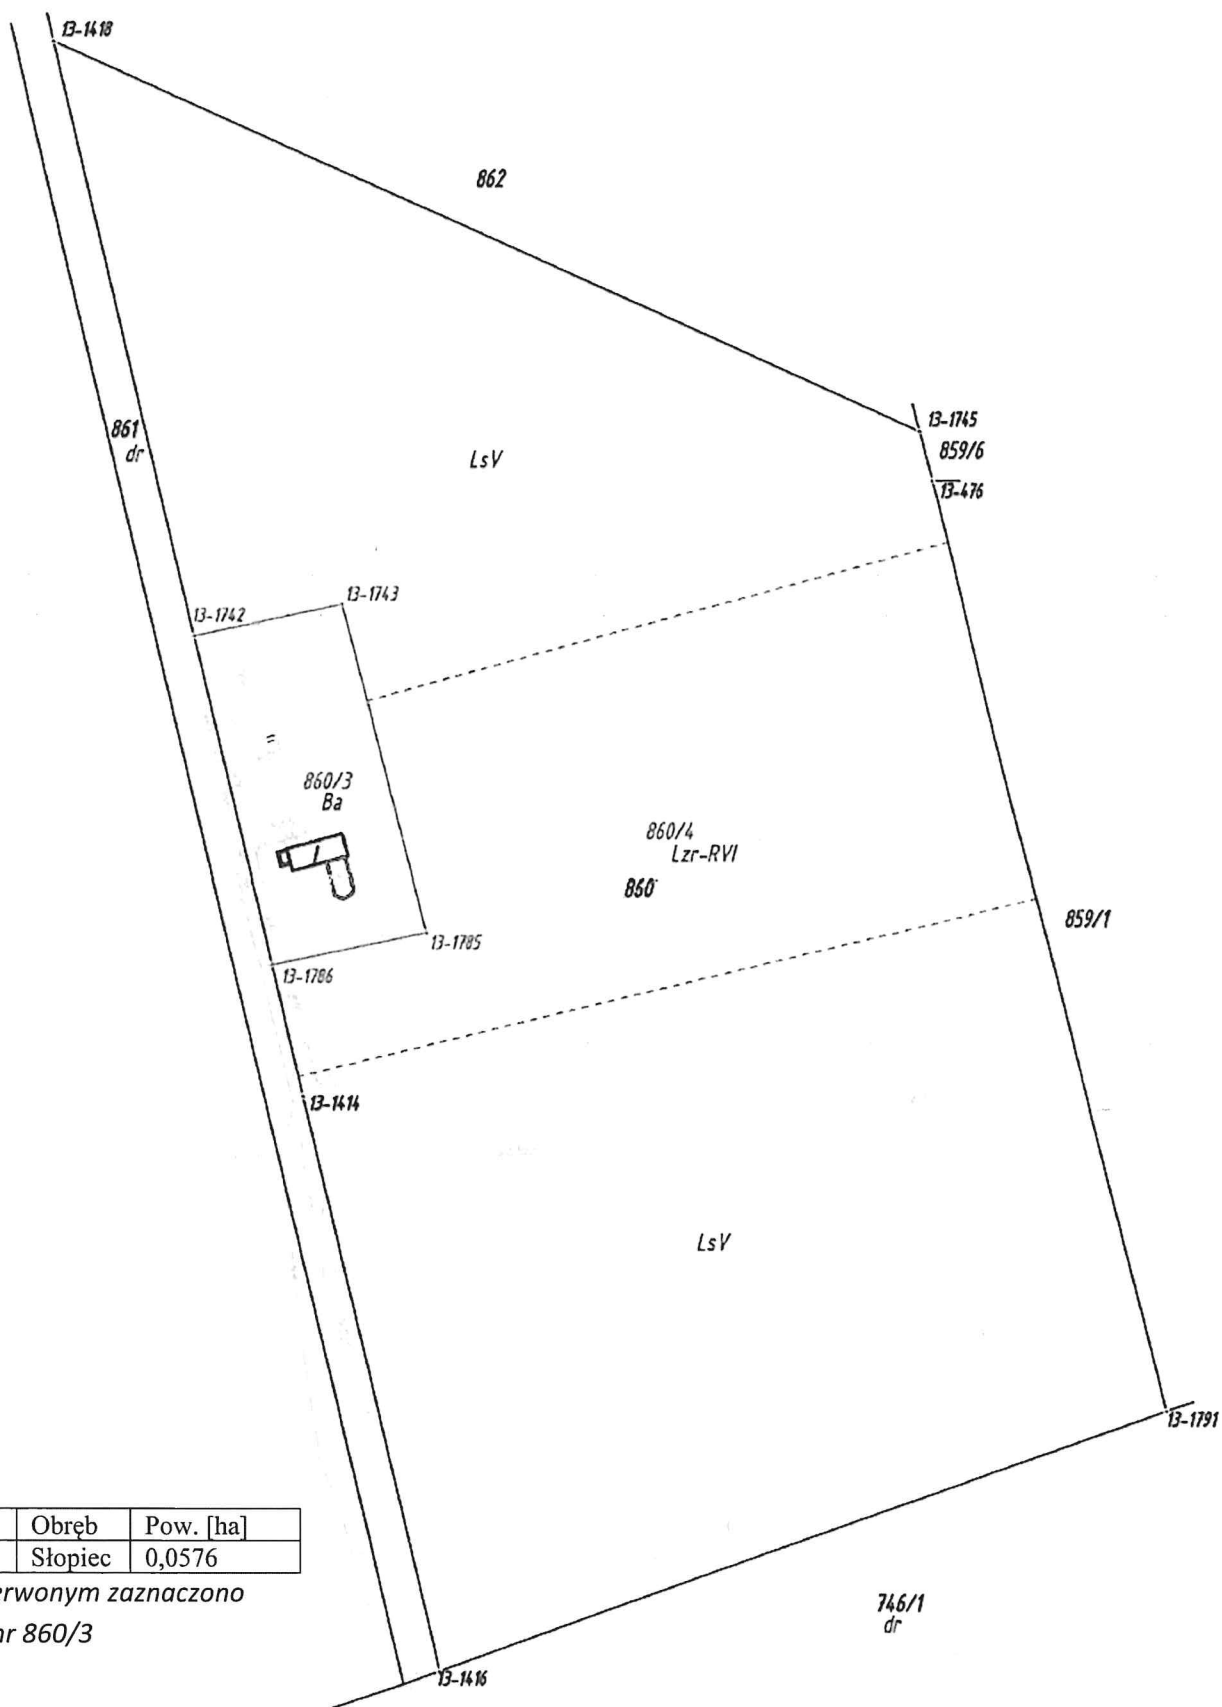 13-1418
862
861
dr
LsV
13-1745
859/6
13-476
13-1742
13-1743
860/3
Ba
860/4
Lzr-RVI
860
859/1
13-1785
13-1786
13-1414
LsV
13-1791
Obręb Pow. [ha]
Słopiec 0,0576
erwonym zaznaczono
nr 860/3
746/1
dr
13-1416